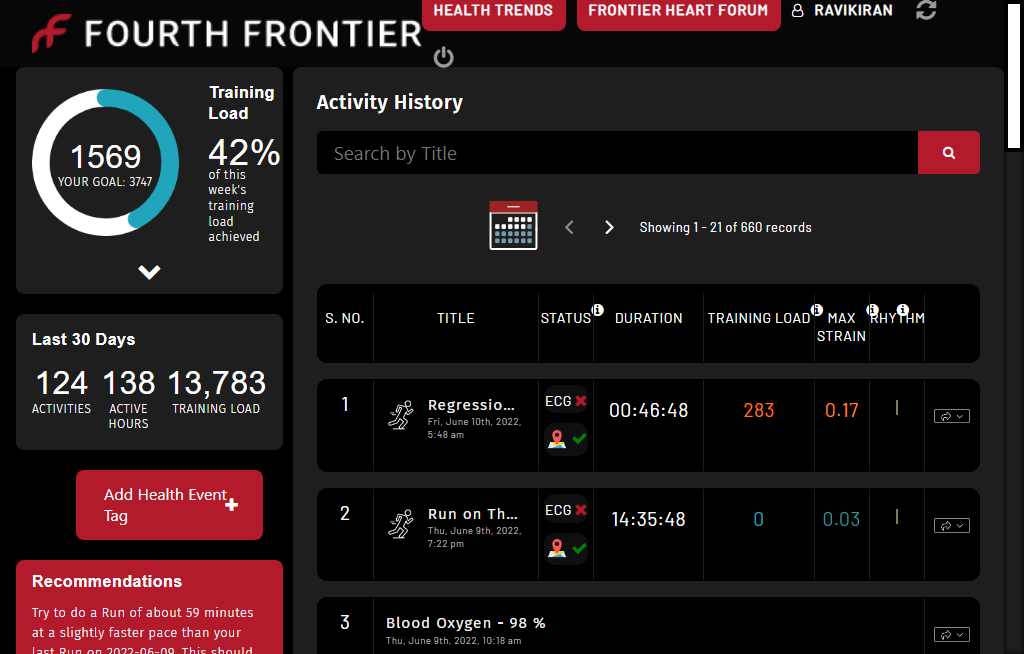 FOURTH FRONTIER
HEALTH TRENDS
FRONTIER HEART FORUM
RAVIKIRAN
Training
Load
42%
of this
week's
training
load
achieved
1569
YOUR GOAL: 3747
Last 30 Days
124 138 13,783
ACTIVITIES ACTIVE HOURS TRAINING LOAD
Add Health Event
Tag
Recommendations
Try to do a Run of about 59 minutes
at a slightly faster pace than your
last Run on 2022-06-09. This should
Activity History
Search by Title
Showing 1 - 21 of 660 records
S. NO. TITLE STATUS DURATION TRAINING LOAD MAX STRAIN RHYTHM
1
Regressio...
Fri, June 10th, 2022,
5:48 am
ECG
00:46:48
283
0.17
|
2
Run on Th...
Thu, June 9th, 2022,
7:22 pm
ECG
14:35:48
0
0.03
|
3
Blood Oxygen - 98 %
Thu, June 9th, 2022, 10:18 am